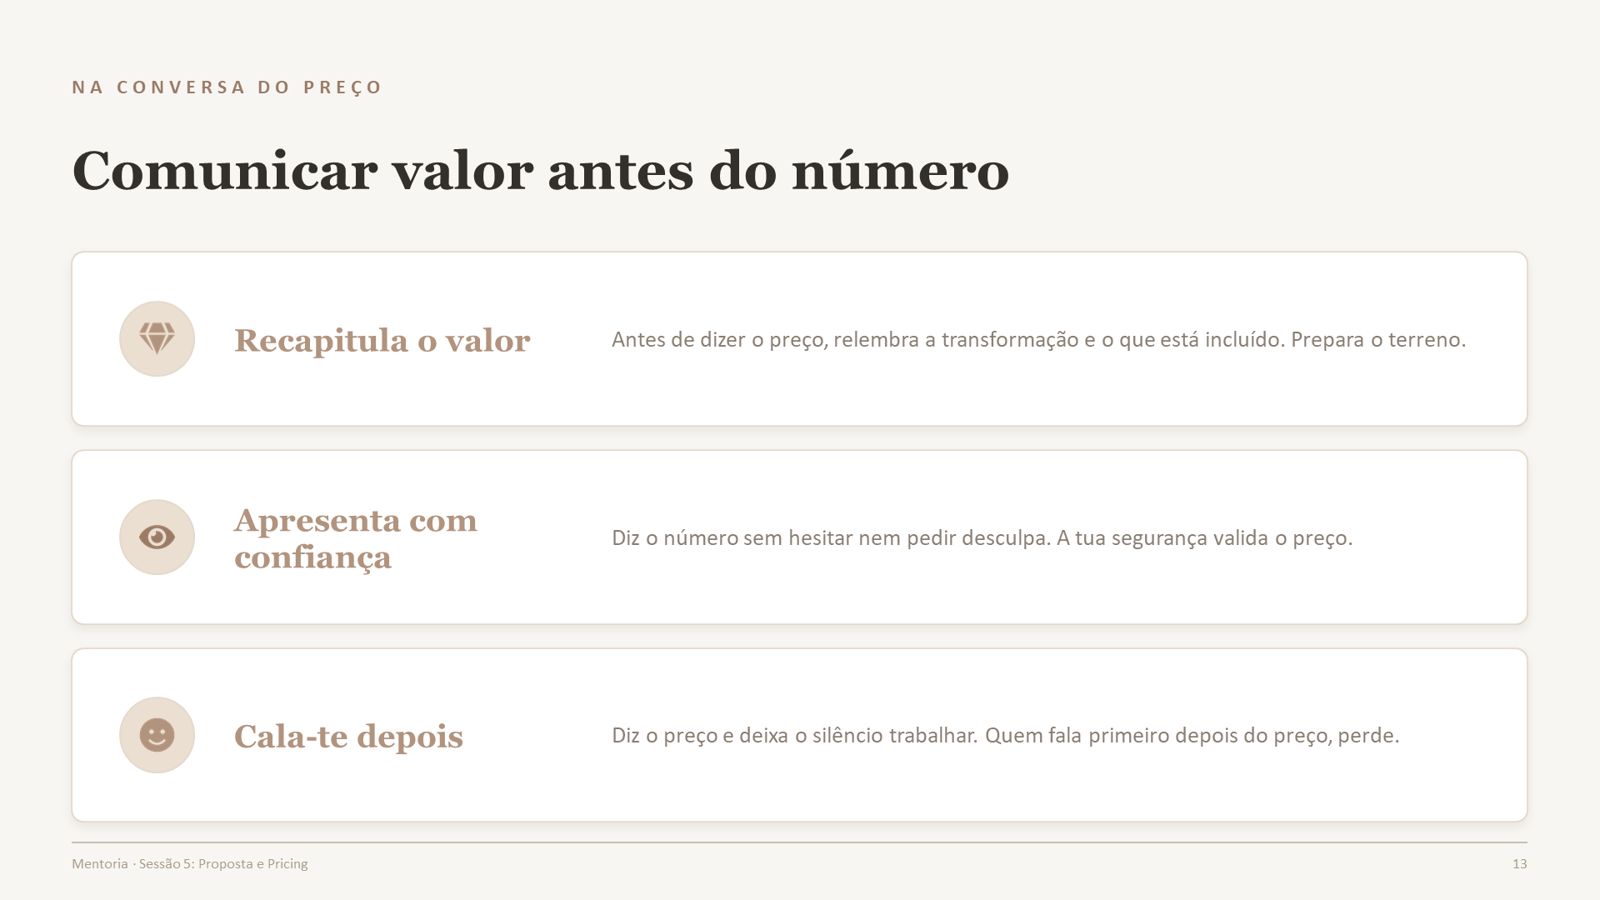 NA CONVERSA DO PREÇO
Comunicar valor antes do número
Recapitula o valor
Antes de dizer o preço, relembra a transformação e o que está incluído. Prepara o terreno.
Apresenta com
confiança
Diz o número sem hesitar nem pedir desculpa. A tua segurança valida o preço.
Cala-te depois
Diz o preço e deixa o silêncio trabalhar. Quem fala primeiro depois do preço, perde.
Mentoria · Sessão 5: Proposta e Pricing
13